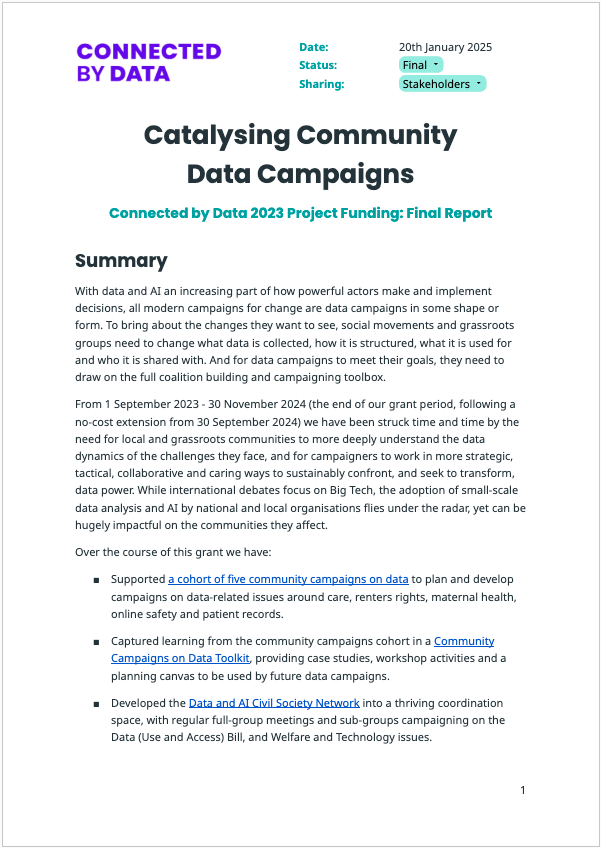 CONNECTED
BY DATA
Date: 20th January 2025
Status: Final
Sharing: Stakeholders
Catalysing Community
Data Campaigns
Connected by Data 2023 Project Funding: Final Report
Summary
With data and AI an increasing part of how powerful actors make and implement
decisions, all modern campaigns for change are data campaigns in some shape or
form. To bring about the changes they want to see, social movements and grassroots
groups need to change what data is collected, how it is structured, what it is used for
and who it is shared with. And for data campaigns to meet their goals, they need to
draw on the full coalition building and campaigning toolbox.
From 1 September 2023 - 30 November 2024 (the end of our grant period, following a
no-cost extension from 30 September 2024) we have been struck time and time by the
need for local and grassroots communities to more deeply understand the data
dynamics of the challenges they face, and for campaigners to work in more strategic,
tactical, collaborative and caring ways to sustainably confront, and seek to transform,
data power. While international debates focus on Big Tech, the adoption of small-scale
data analysis and AI by national and local organisations flies under the radar, yet can be
hugely impactful on the communities they affect.
Over the course of this grant we have:
▪ Supported a cohort of five community campaigns on data to plan and develop
campaigns on data-related issues around care, renters rights, maternal health,
online safety and patient records.
▪ Captured learning from the community campaigns cohort in a Community
Campaigns on Data Toolkit, providing case studies, workshop activities and a
planning canvas to be used by future data campaigns.
▪ Developed the Data and AI Civil Society Network into a thriving coordination
space, with regular full-group meetings and sub-groups campaigning on the
Data (Use and Access) Bill, and Welfare and Technology issues.
1